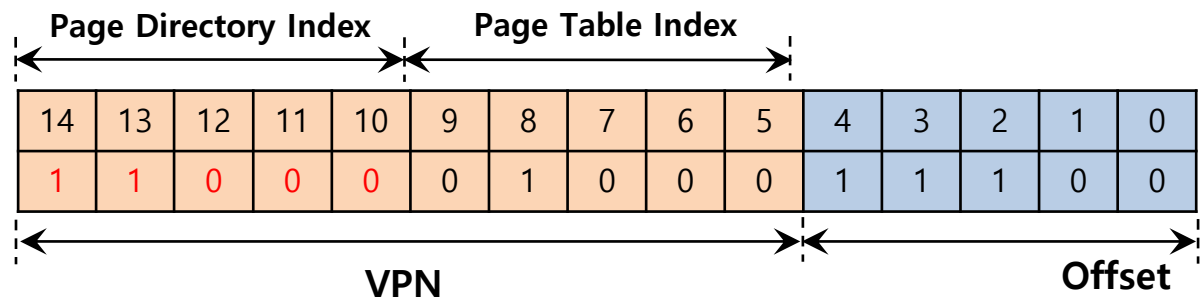 Page Directory Index Page Table Index
14 13 12 11 10 9 8 7 6 5 4 3 2 1 0
1 1 0 0 0 0 1 0 0 0 1 1 1 0 0
VPN Offset